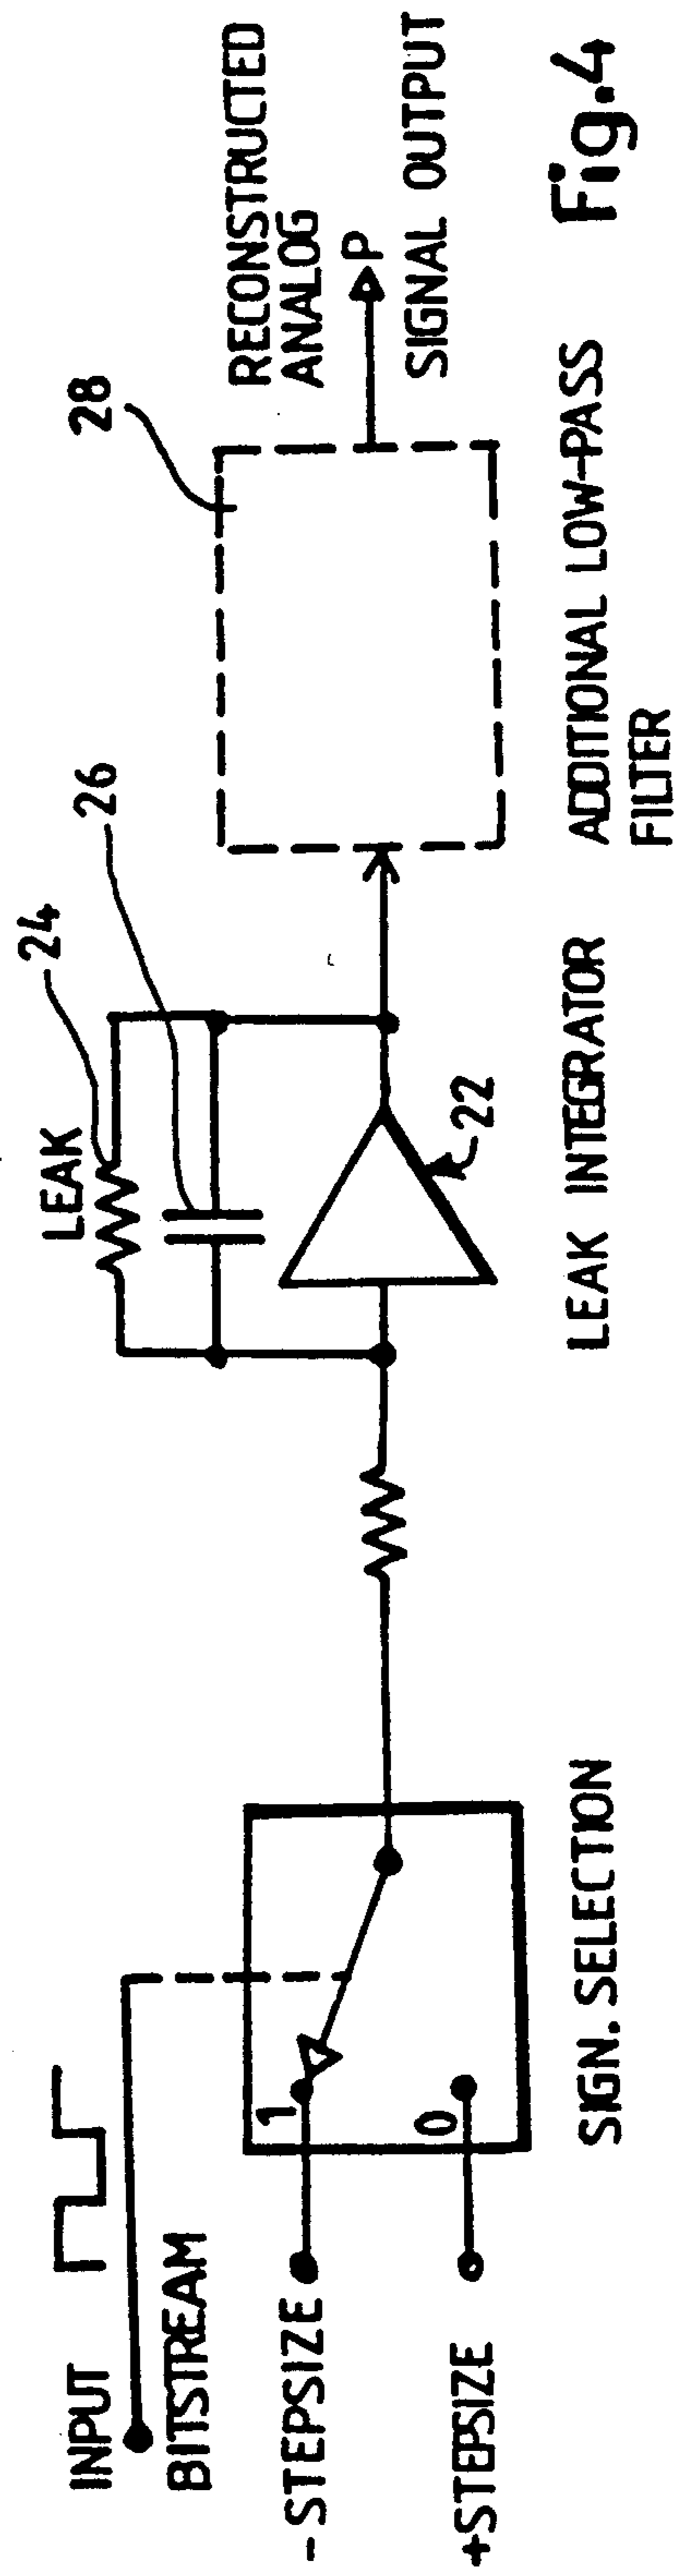 INPUT
BITSTREAM
-STEPSIZE
+STEPSIZE
1
0
SIGN. SELECTION
LEAK
24
26
22
LEAK INTEGRATOR
28
ADDITIONAL LOW-PASS
FILTER
RECONSTRUCTED
ANALOG
P
SIGNAL OUTPUT
Fig.4